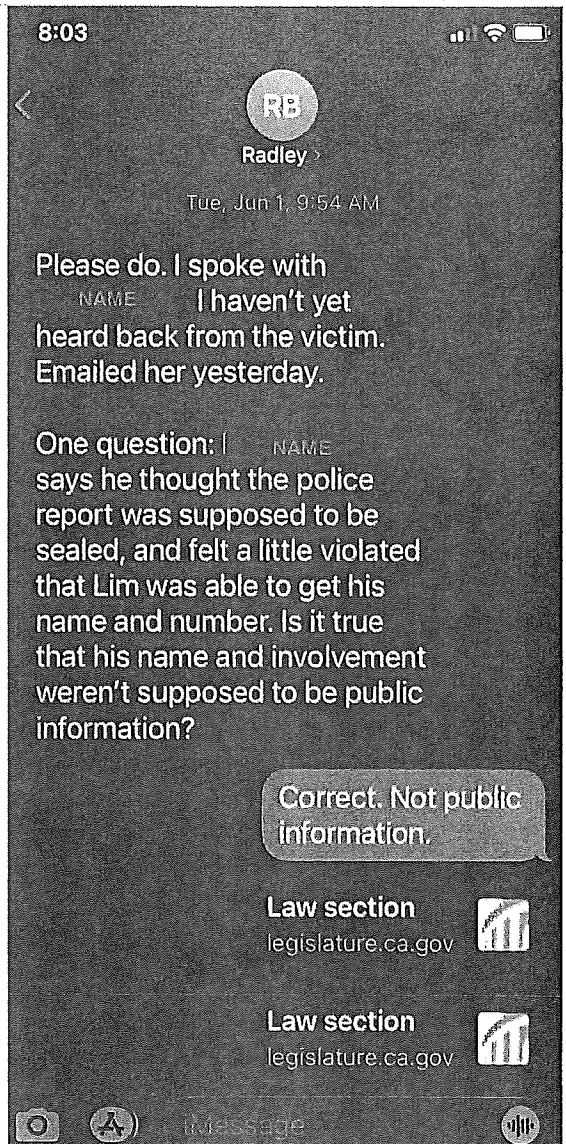 8:03
RB
Radley >
Tue, Jun 1, 9:54 AM
Please do. I spoke with
NAME I haven't yet
heard back from the victim.
Emailed her yesterday.
One question: NAME
says he thought the police
report was supposed to be
sealed, and felt a little violated
that Lim was able to get his
name and number. Is it true
that his name and involvement
weren't supposed to be public
information?
Correct. Not public
information.
Law section
legislature.ca.gov
Law section
legislature.ca.gov
iMessage